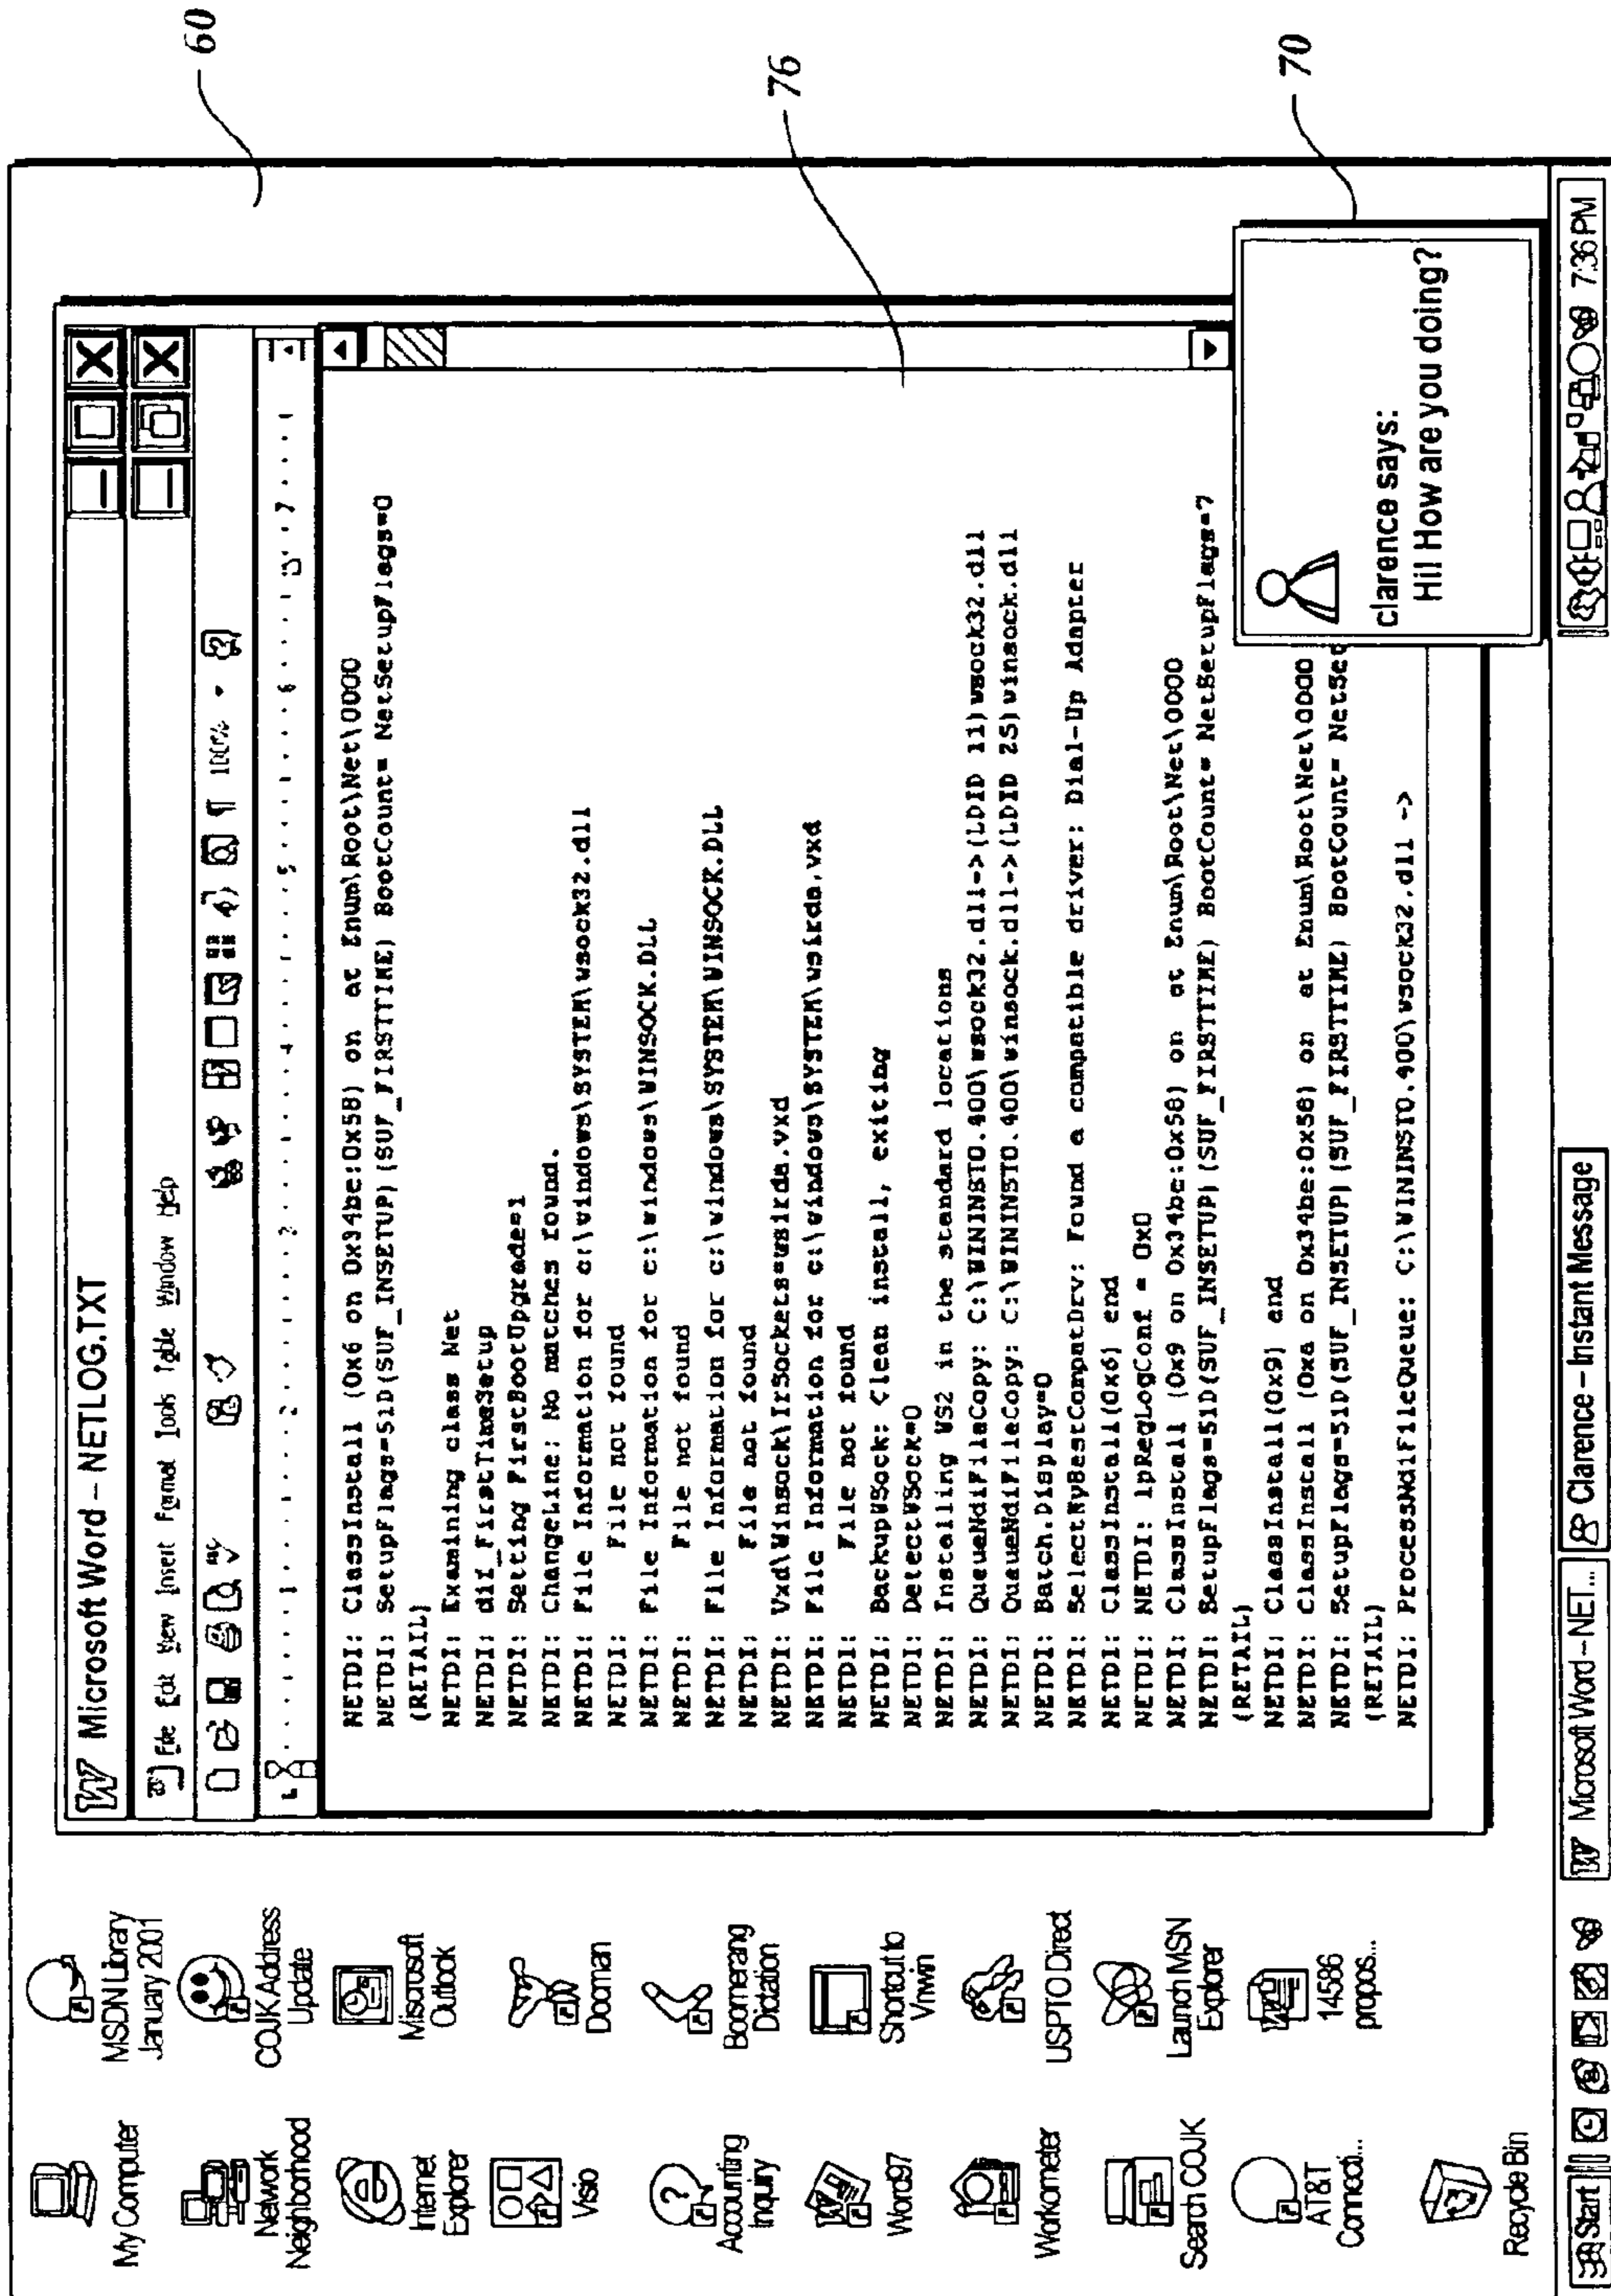 60
76
70
My Computer
Network
Neighborhood
Internet
Explorer
Visio
Accounting
Inquiry
Word97
Workometer
Search COJK
AT&T
Connecti...
Recycle Bin
MSDN Library
January 2001
COJK Address
Update
Miscrosoft
Outlook
Docman
Boomerang
Dictation
Shortcut to
Vnwin
USPTO Direct
Launch MSN
Explorer
14586
propos...
W Microsoft Word – NETLOG.TXT
File Edit View Insert Format Tools Table Window Help
100%
NETDI: ClassInstall (0x6 on 0x34be:0x58) on at Enum\Root\Net\0000
NETDI: SetupFlags=51D(SUF_INSETUP)(SUF_FIRSTTIME) BootCount= NetSetupFlags=0
(RETAIL)
NETDI: Examining class Net
NETDI: dif_FirstTimeSetup
NETDI: Setting FirstBootUpgrade=1
NETDI: ChangeLine: No matches found.
NETDI: File Information for c:\windows\SYSTEM\wsock32.dll
NETDI: File not found
NETDI: File Information for c:\windows\WINSOCK.DLL
NETDI: File not found
NETDI: File Information for c:\windows\SYSTEM\WINSOCK.DLL
NETDI: File not found
NETDI: Vxd\Winsock\IrSockets=wsirda.vxd
NETDI: File Information for c:\windows\SYSTEM\wsirda.vxd
NETDI: File not found
NETDI: BackupWSock: Clean install, exiting
NETDI: DetectWSock=0
NETDI: Installing WS2 in the standard locations
NETDI: QueueNdiFileCopy: C:\WININST0.400\wsock32.dll->(LDID 11)wsock32.dll
NETDI: QueueNdiFileCopy: C:\WININST0.400\winsock.dll->(LDID 25)winsock.dll
NETDI: Batch.Display=0
NETDI: SelectMyBestCompatDrv: Found a compatible driver: Dial-Up Adapter
NETDI: ClassInstall(0x6) end
NETDI: NETDI: lpRegLogConf = 0x0
NETDI: ClassInstall (0x9 on 0x34be:0x58) on at Enum\Root\Net\0000
NETDI: SetupFlags=51D(SUF_INSETUP)(SUF_FIRSTTIME) BootCount= NetSetupFlags=7
(RETAIL)
NETDI: ClassInstall(0x9) end
NETDI: ClassInstall (0xa on 0x34be:0x58) on at Enum\Root\Net\0000
NETDI: SetupFlags=51D(SUF_INSETUP)(SUF_FIRSTTIME) BootCount= NetSet
(RETAIL)
NETDI: ProcessNdiFileQueue: C:\WININST0.400\wsock32.dll ->
clarence says:
Hi! How are you doing?
Start
W Microsoft Word – NET...
Clarence – Instant Message
7:36 PM